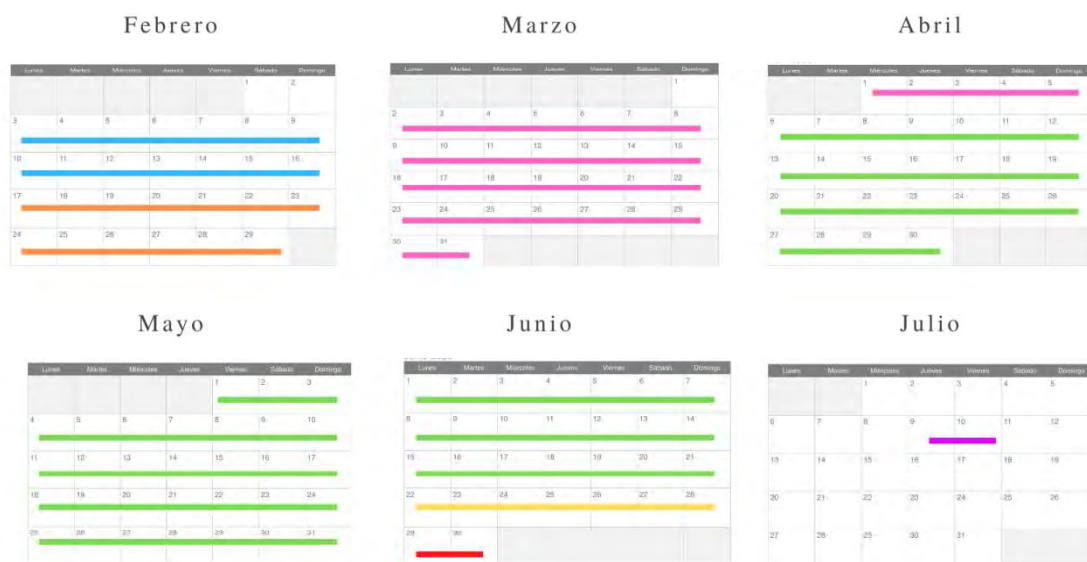 Febrero
Lunes Martes Miércoles Jueves Viernes Sábado Domingo
1 2
3 4 5 6 7 8 9
10 11 12 13 14 15 16
17 18 19 20 21 22 23
24 25 26 27 28 29
Marzo
Lunes Martes Miércoles Jueves Viernes Sábado Domingo
1
2 3 4 5 6 7 8
9 10 11 12 13 14 15
16 17 18 19 20 21 22
23 24 25 26 27 28 29
30 31
Abril
Lunes Martes Miércoles Jueves Viernes Sábado Domingo
1 2 3 4 5
6 7 8 9 10 11 12
13 14 15 16 17 18 19
20 21 22 23 24 25 26
27 28 29 30
Mayo
Lunes Martes Miércoles Jueves Viernes Sábado Domingo
1 2 3
4 5 6 7 8 9 10
11 12 13 14 15 16 17
18 19 20 21 22 23 24
25 26 27 28 29 30 31
Junio
Lunes Martes Miércoles Jueves Viernes Sábado Domingo
1 2 3 4 5 6 7
8 9 10 11 12 13 14
15 16 17 18 19 20 21
22 23 24 25 26 27 28
29 30
Julio
Lunes Martes Miércoles Jueves Viernes Sábado Domingo
1 2 3 4 5
6 7 8 9 10 11 12
13 14 15 16 17 18 19
20 21 22 23 24 25 26
27 28 29 30 31